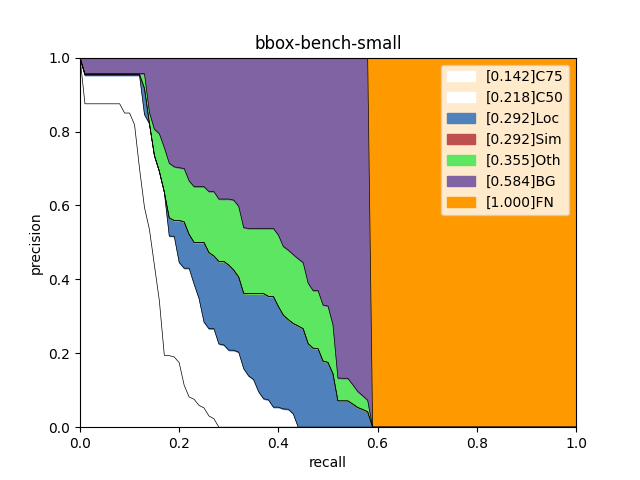 bbox-bench-small
1.0
0.8
0.6
0.4
0.2
0.0
precision
[0.142]C75
[0.218]C50
[0.292]Loc
[0.292]Sim
[0.355]Oth
[0.584]BG
[1.000]FN
0.0 0.2 0.4 0.6 0.8 1.0
recall